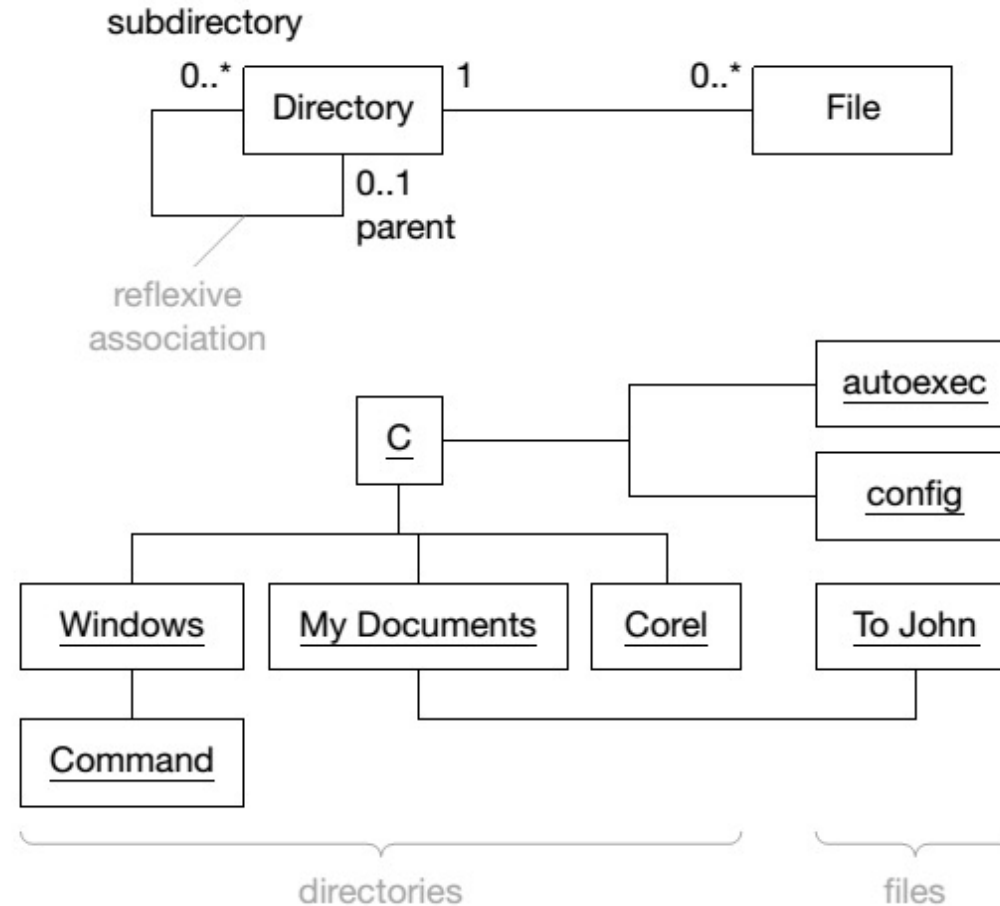 subdirectory
0..* 1 0..*
Directory File
0..1
parent
reflexive
association
autoexec
C
config
Windows My Documents Corel To John
Command
directories files